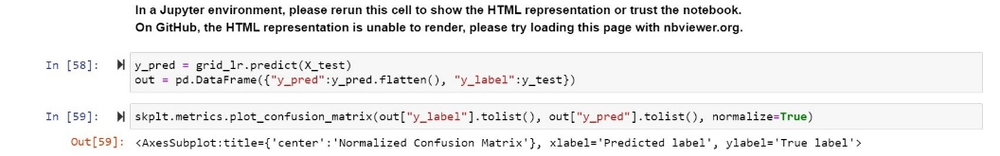 In a Jupyter environment, please rerun this cell to show the HTML representation or trust the notebook.
On GitHub, the HTML representation is unable to render, please try loading this page with nbviewer.org.
In [58]: y_pred = grid_lr.predict(X_test)
out = pd.DataFrame({"y_pred":y_pred.flatten(), "y_label":y_test})
In [59]: skplt.metrics.plot_confusion_matrix(out["y_label"].tolist(), out["y_pred"].tolist(), normalize=True)
Out[59]: <AxesSubplot:title={'center':'Normalized Confusion Matrix'}, xlabel='Predicted label', ylabel='True label'>